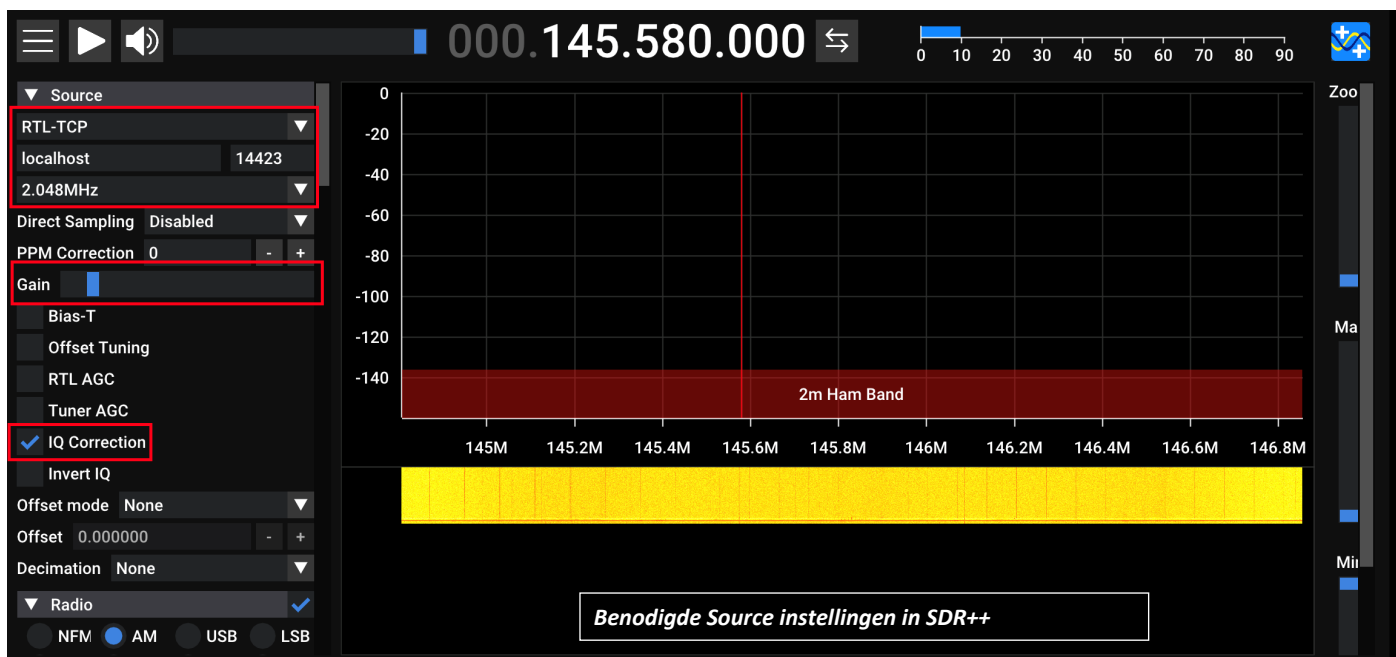 000.145.580.000
0 10 20 30 40 50 60 70 80 90
Source
RTL-TCP
localhost 14423
2.048MHz
Direct Sampling Disabled
PPM Correction 0 - +
Gain
Bias-T
Offset Tuning
RTL AGC
Tuner AGC
IQ Correction
Invert IQ
Offset mode None
Offset 0.000000 - +
Decimation None
Radio
NFM AM USB LSB
0
-20
-40
-60
-80
-100
-120
-140
2m Ham Band
145M 145.2M 145.4M 145.6M 145.8M 146M 146.2M 146.4M 146.6M 146.8M
Benodigde Source instellingen in SDR++
Zoo
Ma
Mi